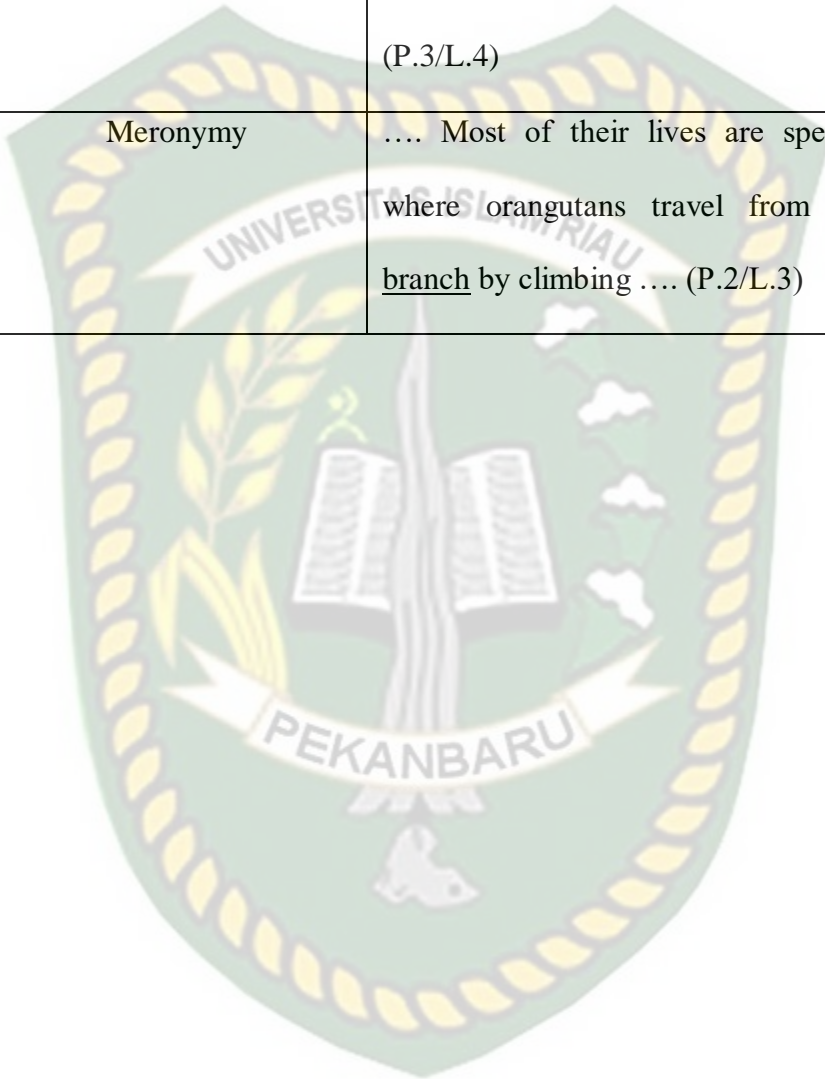 (P.3/L.4)
Meronymy
…. Most of their lives are spe
where orangutans travel from
branch by climbing …. (P.2/L.3)
UNIVERSITAS ISLAM RIAU
PEKANBARU